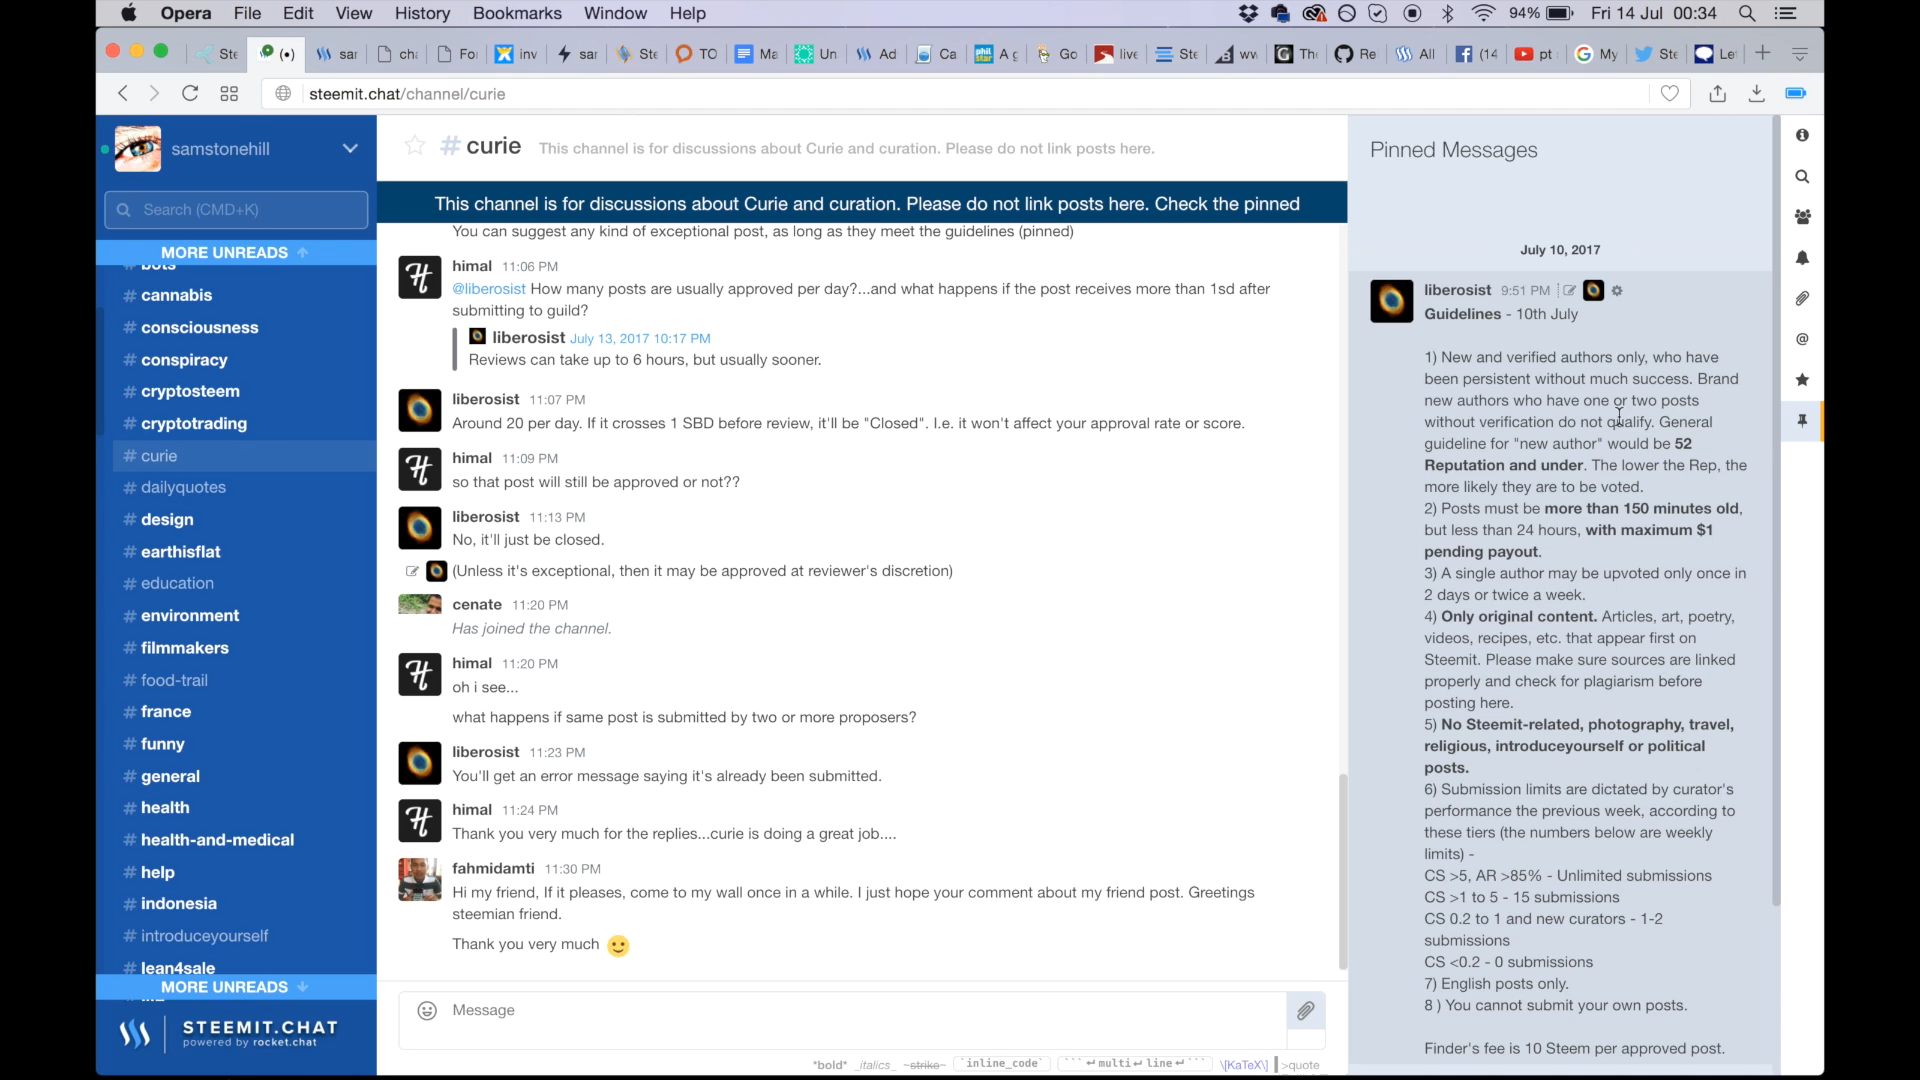 Opera File Edit View History Bookmarks Window Help 94% Fri 14 Jul 00:34
Ste (•) sar cha For inv sar Ste TO Ma Un Ad Ca A g Go live Ste ww The Re All (14 pt My Ste Le
steemit.chat/channel/curie
samstonehill
Search (CMD+K)
MORE UNREADS
# bots
# cannabis
# consciousness
# conspiracy
# cryptosteem
# cryptotrading
# curie
# dailyquotes
# design
# earthisflat
# education
# environment
# filmmakers
# food-trail
# france
# funny
# general
# health
# health-and-medical
# help
# indonesia
# introduceyourself
# lean4sale
MORE UNREADS
STEEMIT.CHAT
powered by rocket.chat
# curie This channel is for discussions about Curie and curation. Please do not link posts here.
This channel is for discussions about Curie and curation. Please do not link posts here. Check the pinned
You can suggest any kind of exceptional post, as long as they meet the guidelines (pinned)
himal 11:06 PM
@liberosist How many posts are usually approved per day?...and what happens if the post receives more than 1sd after
submitting to guild?
liberosist July 13, 2017 10:17 PM
Reviews can take up to 6 hours, but usually sooner.
liberosist 11:07 PM
Around 20 per day. If it crosses 1 SBD before review, it'll be "Closed". I.e. it won't affect your approval rate or score.
himal 11:09 PM
so that post will still be approved or not??
liberosist 11:13 PM
No, it'll just be closed.
(Unless it's exceptional, then it may be approved at reviewer's discretion)
cenate 11:20 PM
Has joined the channel.
himal 11:20 PM
oh i see...
what happens if same post is submitted by two or more proposers?
liberosist 11:23 PM
You'll get an error message saying it's already been submitted.
himal 11:24 PM
Thank you very much for the replies...curie is doing a great job....
fahmidamti 11:30 PM
Hi my friend, If it pleases, come to my wall once in a while. I just hope your comment about my friend post. Greetings
steemian friend.
Thank you very much
Message
*bold* _italics_ ~strike~ `inline_code` ```↵multi↵line↵``` \[KaTeX\] >quote
Pinned Messages
July 10, 2017
liberosist 9:51 PM
Guidelines - 10th July
1) New and verified authors only, who have
been persistent without much success. Brand
new authors who have one or two posts
without verification do not qualify. General
guideline for "new author" would be 52
Reputation and under. The lower the Rep, the
more likely they are to be voted.
2) Posts must be more than 150 minutes old,
but less than 24 hours, with maximum $1
pending payout.
3) A single author may be upvoted only once in
2 days or twice a week.
4) Only original content. Articles, art, poetry,
videos, recipes, etc. that appear first on
Steemit. Please make sure sources are linked
properly and check for plagiarism before
posting here.
5) No Steemit-related, photography, travel,
religious, introduceyourself or political
posts.
6) Submission limits are dictated by curator's
performance the previous week, according to
these tiers (the numbers below are weekly
limits) -
CS >5, AR >85% - Unlimited submissions
CS >1 to 5 - 15 submissions
CS 0.2 to 1 and new curators - 1-2
submissions
CS <0.2 - 0 submissions
7) English posts only.
8 ) You cannot submit your own posts.
Finder's fee is 10 Steem per approved post.